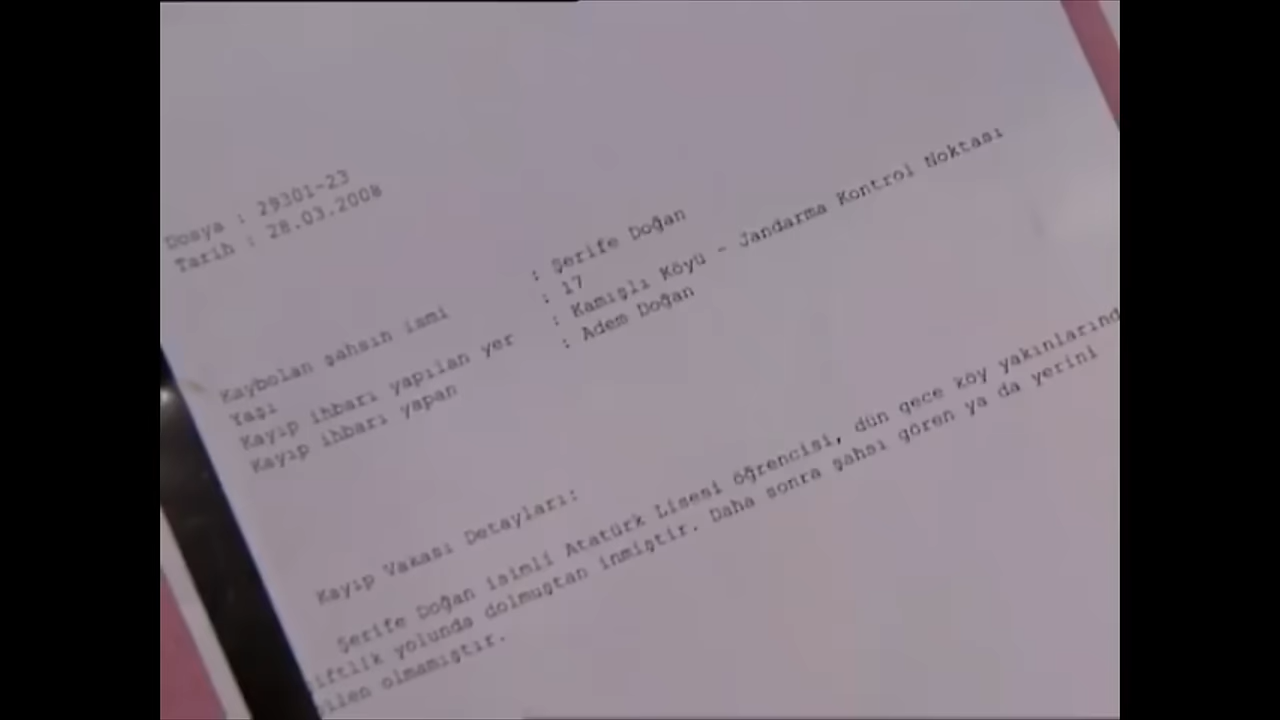 Dosya : 29301-23
Tarih : 28.03.2008
Kaybolan şahsın ismi : Şerife Doğan
Yaşı : 17
Kayıp ihbarı yapılan yer : Kamışlı Köyü - Jandarma Kontrol Noktası
Kayıp ihbarı yapan : Adem Doğan
Kayıp Vakası Detayları:
Şerife Doğan isimli Atatürk Lisesi öğrencisi, dün gece köy yakınlarınd
iftlik yolunda dolmuştan inmiştir. Daha sonra şahsı gören ya da yerini
bilen olmamıştır.